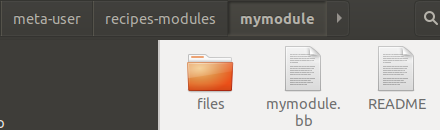 meta-user recipes-modules mymodule
files mymodule. README
bb